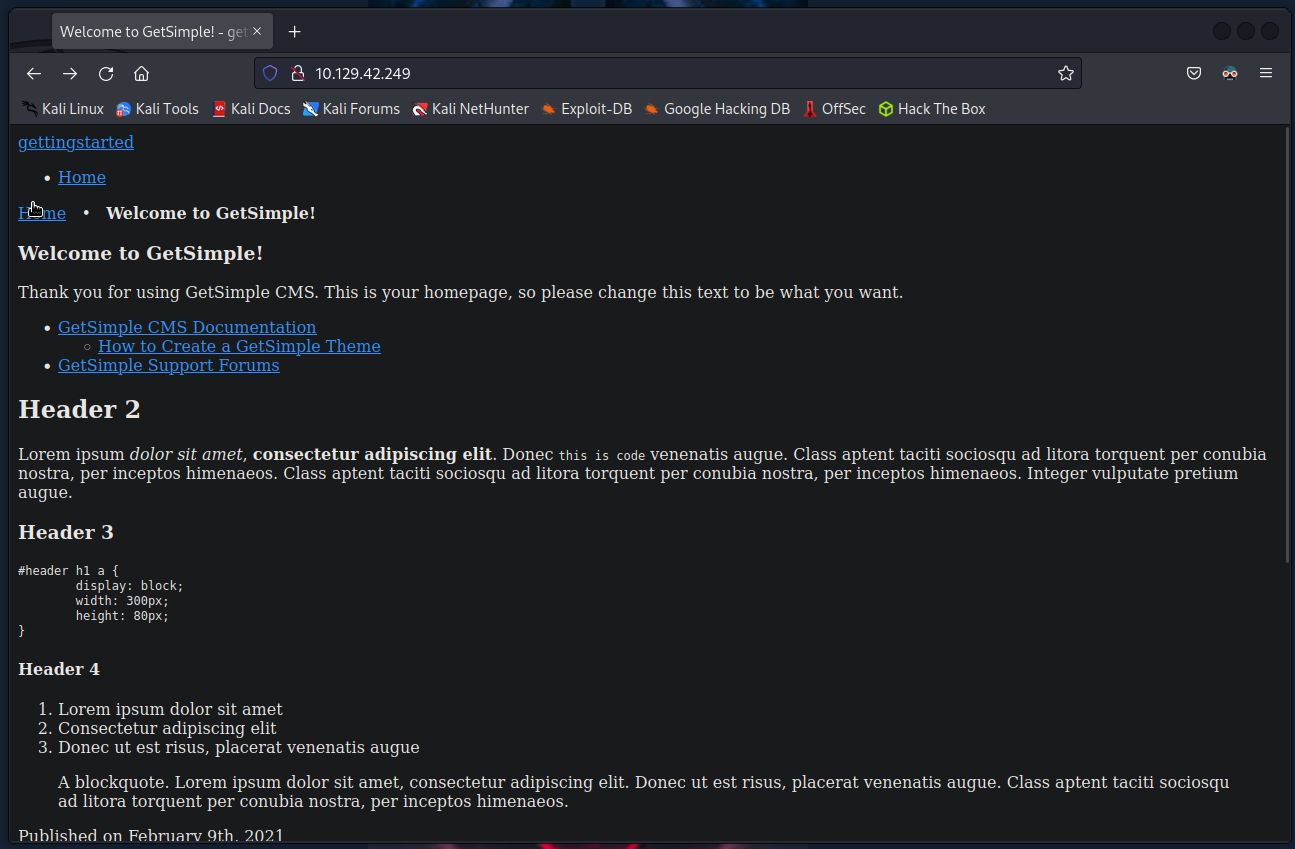 Welcome to GetSimple! - get
10.129.42.249
Kali Linux Kali Tools Kali Docs Kali Forums Kali NetHunter Exploit-DB Google Hacking DB OffSec Hack The Box
gettingstarted
• Home
Home • Welcome to GetSimple!
Welcome to GetSimple!
Thank you for using GetSimple CMS. This is your homepage, so please change this text to be what you want.
• GetSimple CMS Documentation
◦ How to Create a GetSimple Theme
• GetSimple Support Forums
Header 2
Lorem ipsum dolor sit amet, consectetur adipiscing elit. Donec this is code venenatis augue. Class aptent taciti sociosqu ad litora torquent per conubia
nostra, per inceptos himenaeos. Class aptent taciti sociosqu ad litora torquent per conubia nostra, per inceptos himenaeos. Integer vulputate pretium
augue.
Header 3
#header h1 a {
display: block;
width: 300px;
height: 80px;
}
Header 4
1. Lorem ipsum dolor sit amet
2. Consectetur adipiscing elit
3. Donec ut est risus, placerat venenatis augue
A blockquote. Lorem ipsum dolor sit amet, consectetur adipiscing elit. Donec ut est risus, placerat venenatis augue. Class aptent taciti sociosqu
ad litora torquent per conubia nostra, per inceptos himenaeos.
Published on February 9th, 2021